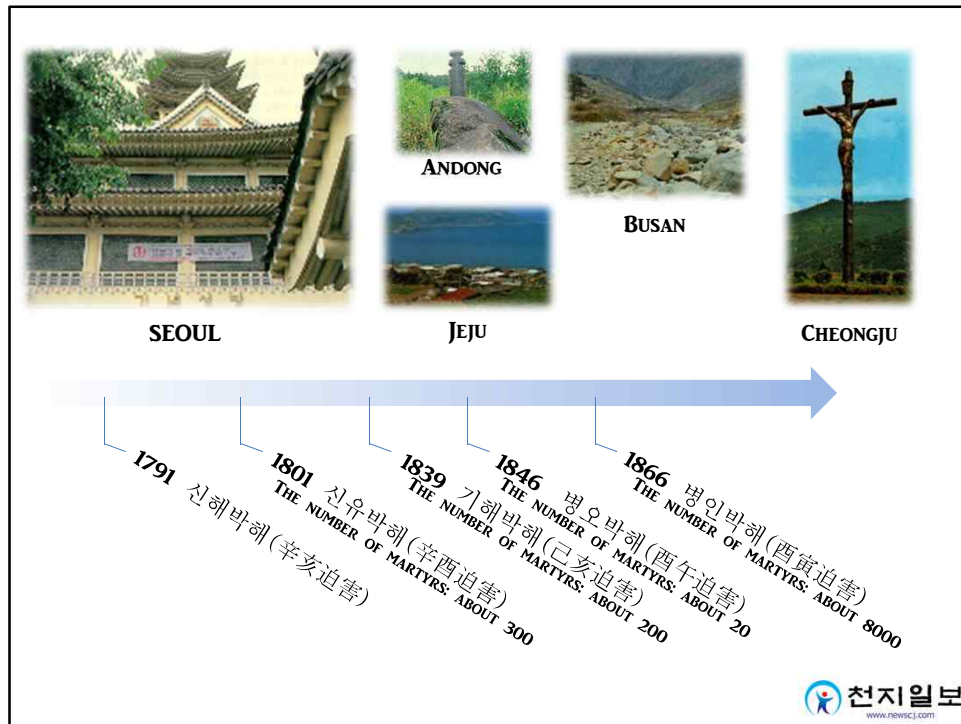 ANDONG
BUSAN
SEOUL
JEJU
CHEONGJU
1791 신해박해(辛亥迫害)
1801 신유박해(辛酉迫害)
THE NUMBER OF MARTYRS: ABOUT 300
1839 기해박해(己亥迫害)
THE NUMBER OF MARTYRS: ABOUT 200
1846 병오박해(酉午迫害)
THE NUMBER OF MARTYRS: ABOUT 20
1866 병인박해(酉寅迫害)
THE NUMBER OF MARTYRS: ABOUT 8000
천지일보
www.newscj.com